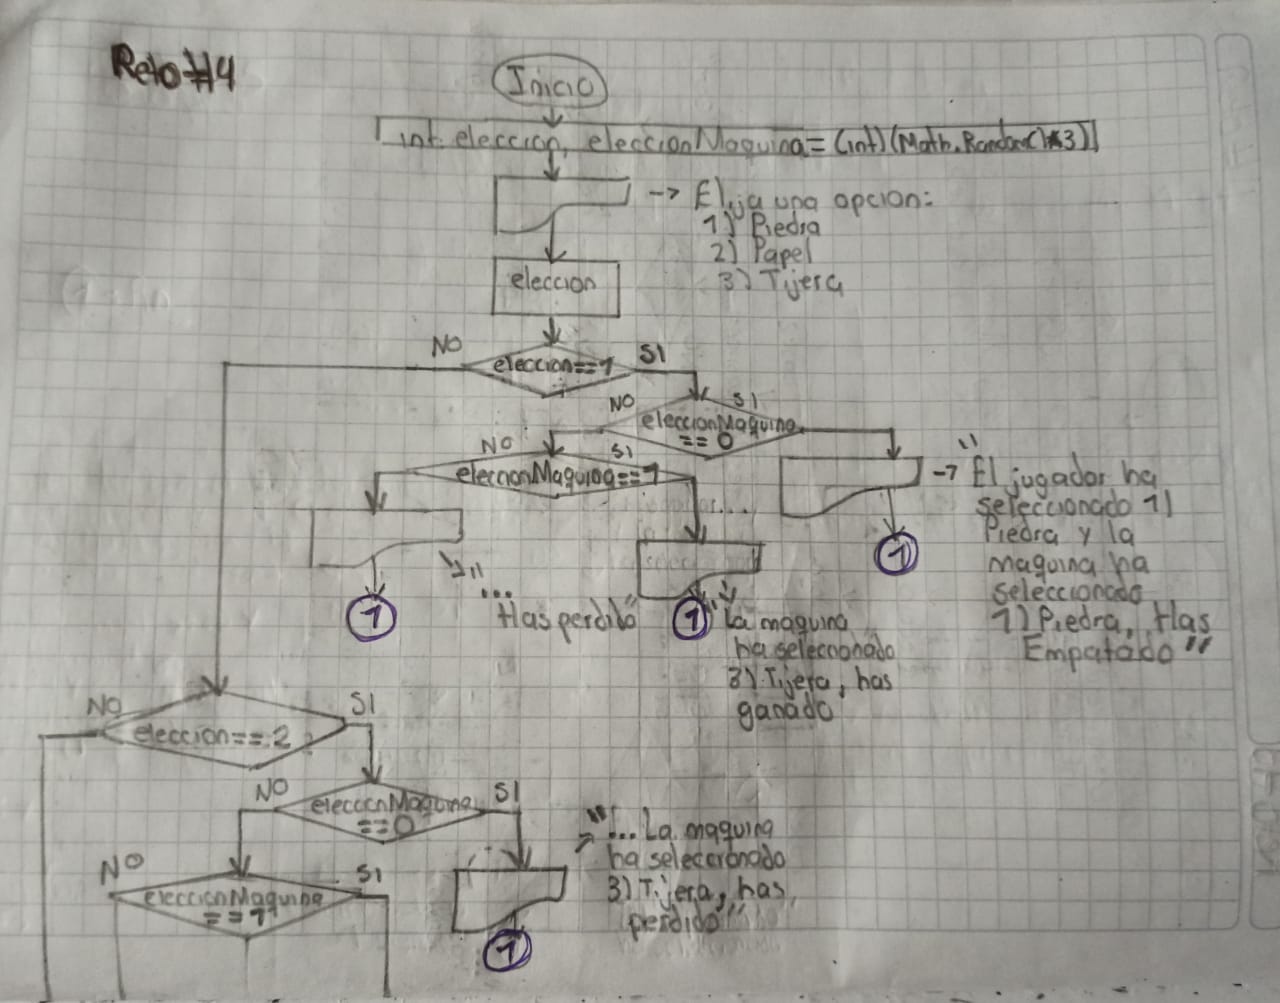 Reto #4
Inicio
int eleccion, eleccionMaquina = (int)(Math.Random()*3)
→ Elija una opcion:
1) Piedra
2) Papel
3) Tijera
eleccion
NO
SI
eleccion==1
NO
SI
eleccionMaquina
== 0
NO
SI
eleccionMaquina==1
→ "El jugador ha
seleccionado 1)
Piedra y la
maquina ha
seleccionado
1) Piedra, Has
Empatado"
1
"...
Has perdido"
1
1
"La maquina
ha seleccionado
3) Tijera, has
ganado
NO
SI
eleccion==2
NO
SI
eleccionMaquina
==0
"... La maquina
ha seleccionado
3) Tijera, has
perdido"
1
NO
SI
eleccionMaquina
==1